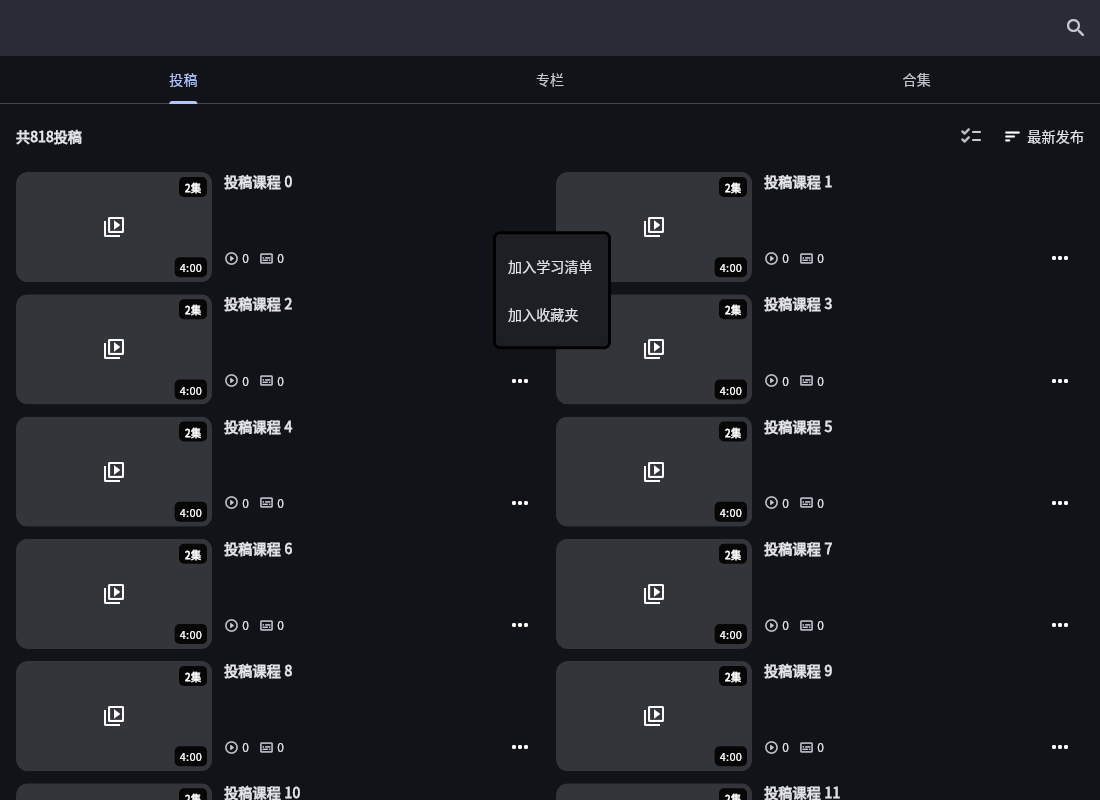 投稿
专栏
合集
共818投稿
最新发布
2集
4:00
投稿课程 0
0 0
2集
4:00
投稿课程 1
0 0
加入学习清单
加入收藏夹
2集
4:00
投稿课程 2
0 0
2集
4:00
投稿课程 3
0 0
2集
4:00
投稿课程 4
0 0
2集
4:00
投稿课程 5
0 0
2集
4:00
投稿课程 6
0 0
2集
4:00
投稿课程 7
0 0
2集
4:00
投稿课程 8
0 0
2集
4:00
投稿课程 9
0 0
2集
投稿课程 10
2集
投稿课程 11